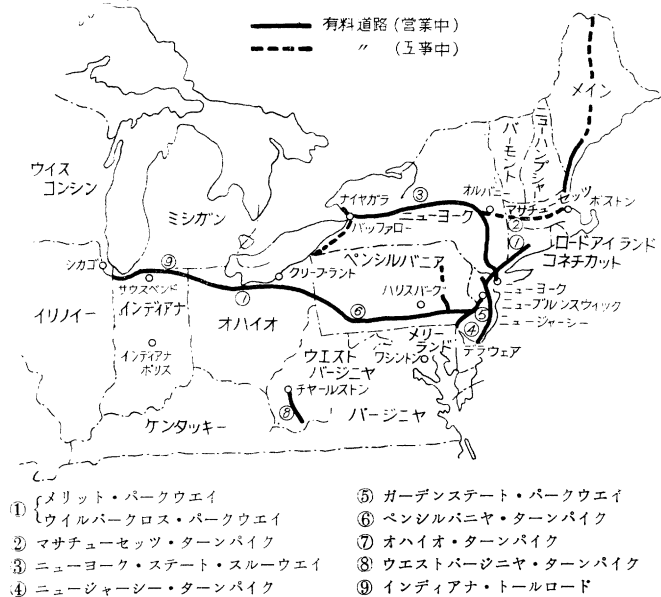 有料道路(営業中)
〃 (工事中)
メイン
ニューハンプシャー
バーモント
ウイス
コンシン
ミシガン
ナイヤガラ
③
オルバニー
セッツ
ボストン
マサチュー
バッファロー
ニューヨーク
②
①
ロードアイランド
コネチカット
シカゴ
⑨
クリーブランド
ペンシルバニア
サウスベンド
ハリスバーグ
ニューヨーク
ニューブルンスウィック
ニュージャーシー
イリノイー
インディアナ
オハイオ
⑥
⑤
④
メリー
ランド
デラウェア
インディアナ
ポリス
ウエスト
バージニヤ
ワシントン
チャールストン
⑧
バージニヤ
ケンタッキー
① メリット・パークウエイ
ウイルバークロス・パークウエイ
② マサチューセッツ・ターンパイク
③ ニューヨーク・ステート・スルーウエイ
④ ニュージャーシー・ターンパイク
⑤ ガーデンステート・パークウエイ
⑥ ペンシルバニヤ・ターンパイク
⑦ オハイオ・ターンパイク
⑧ ウエストバージニヤ・ターンパイク
⑨ インディアナ・トールロード